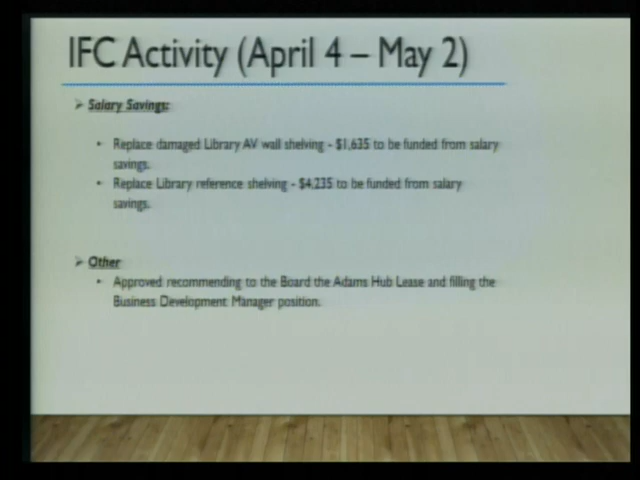 IFC Activity (April 4 – May 2)
➢ Salary Savings:
• Replace damaged Library AV wall shelving - $1,635 to be funded from salary
savings.
• Replace Library reference shelving - $4,235 to be funded from salary
savings.
➢ Other
• Approved recommending to the Board the Adams Hub Lease and filling the
Business Development Manager position.